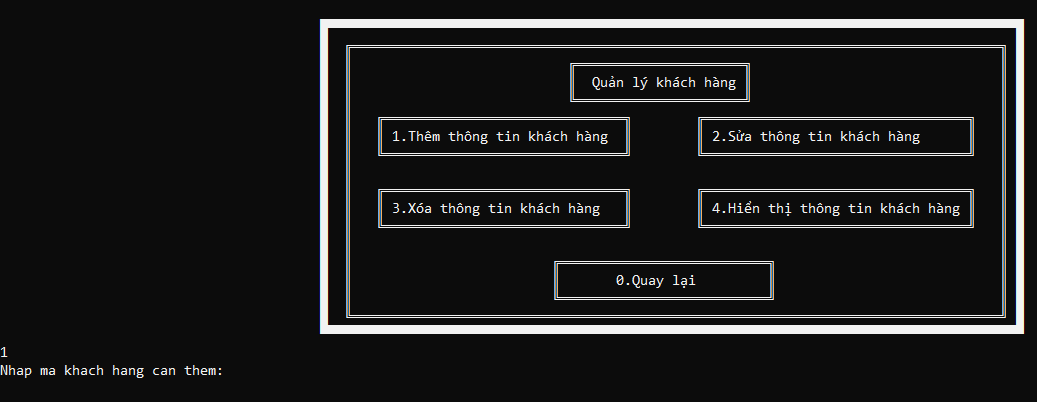 Quản lý khách hàng
1.Thêm thông tin khách hàng
2.Sửa thông tin khách hàng
3.Xóa thông tin khách hàng
4.Hiển thị thông tin khách hàng
0.Quay lại
1
Nhap ma khach hang can them: